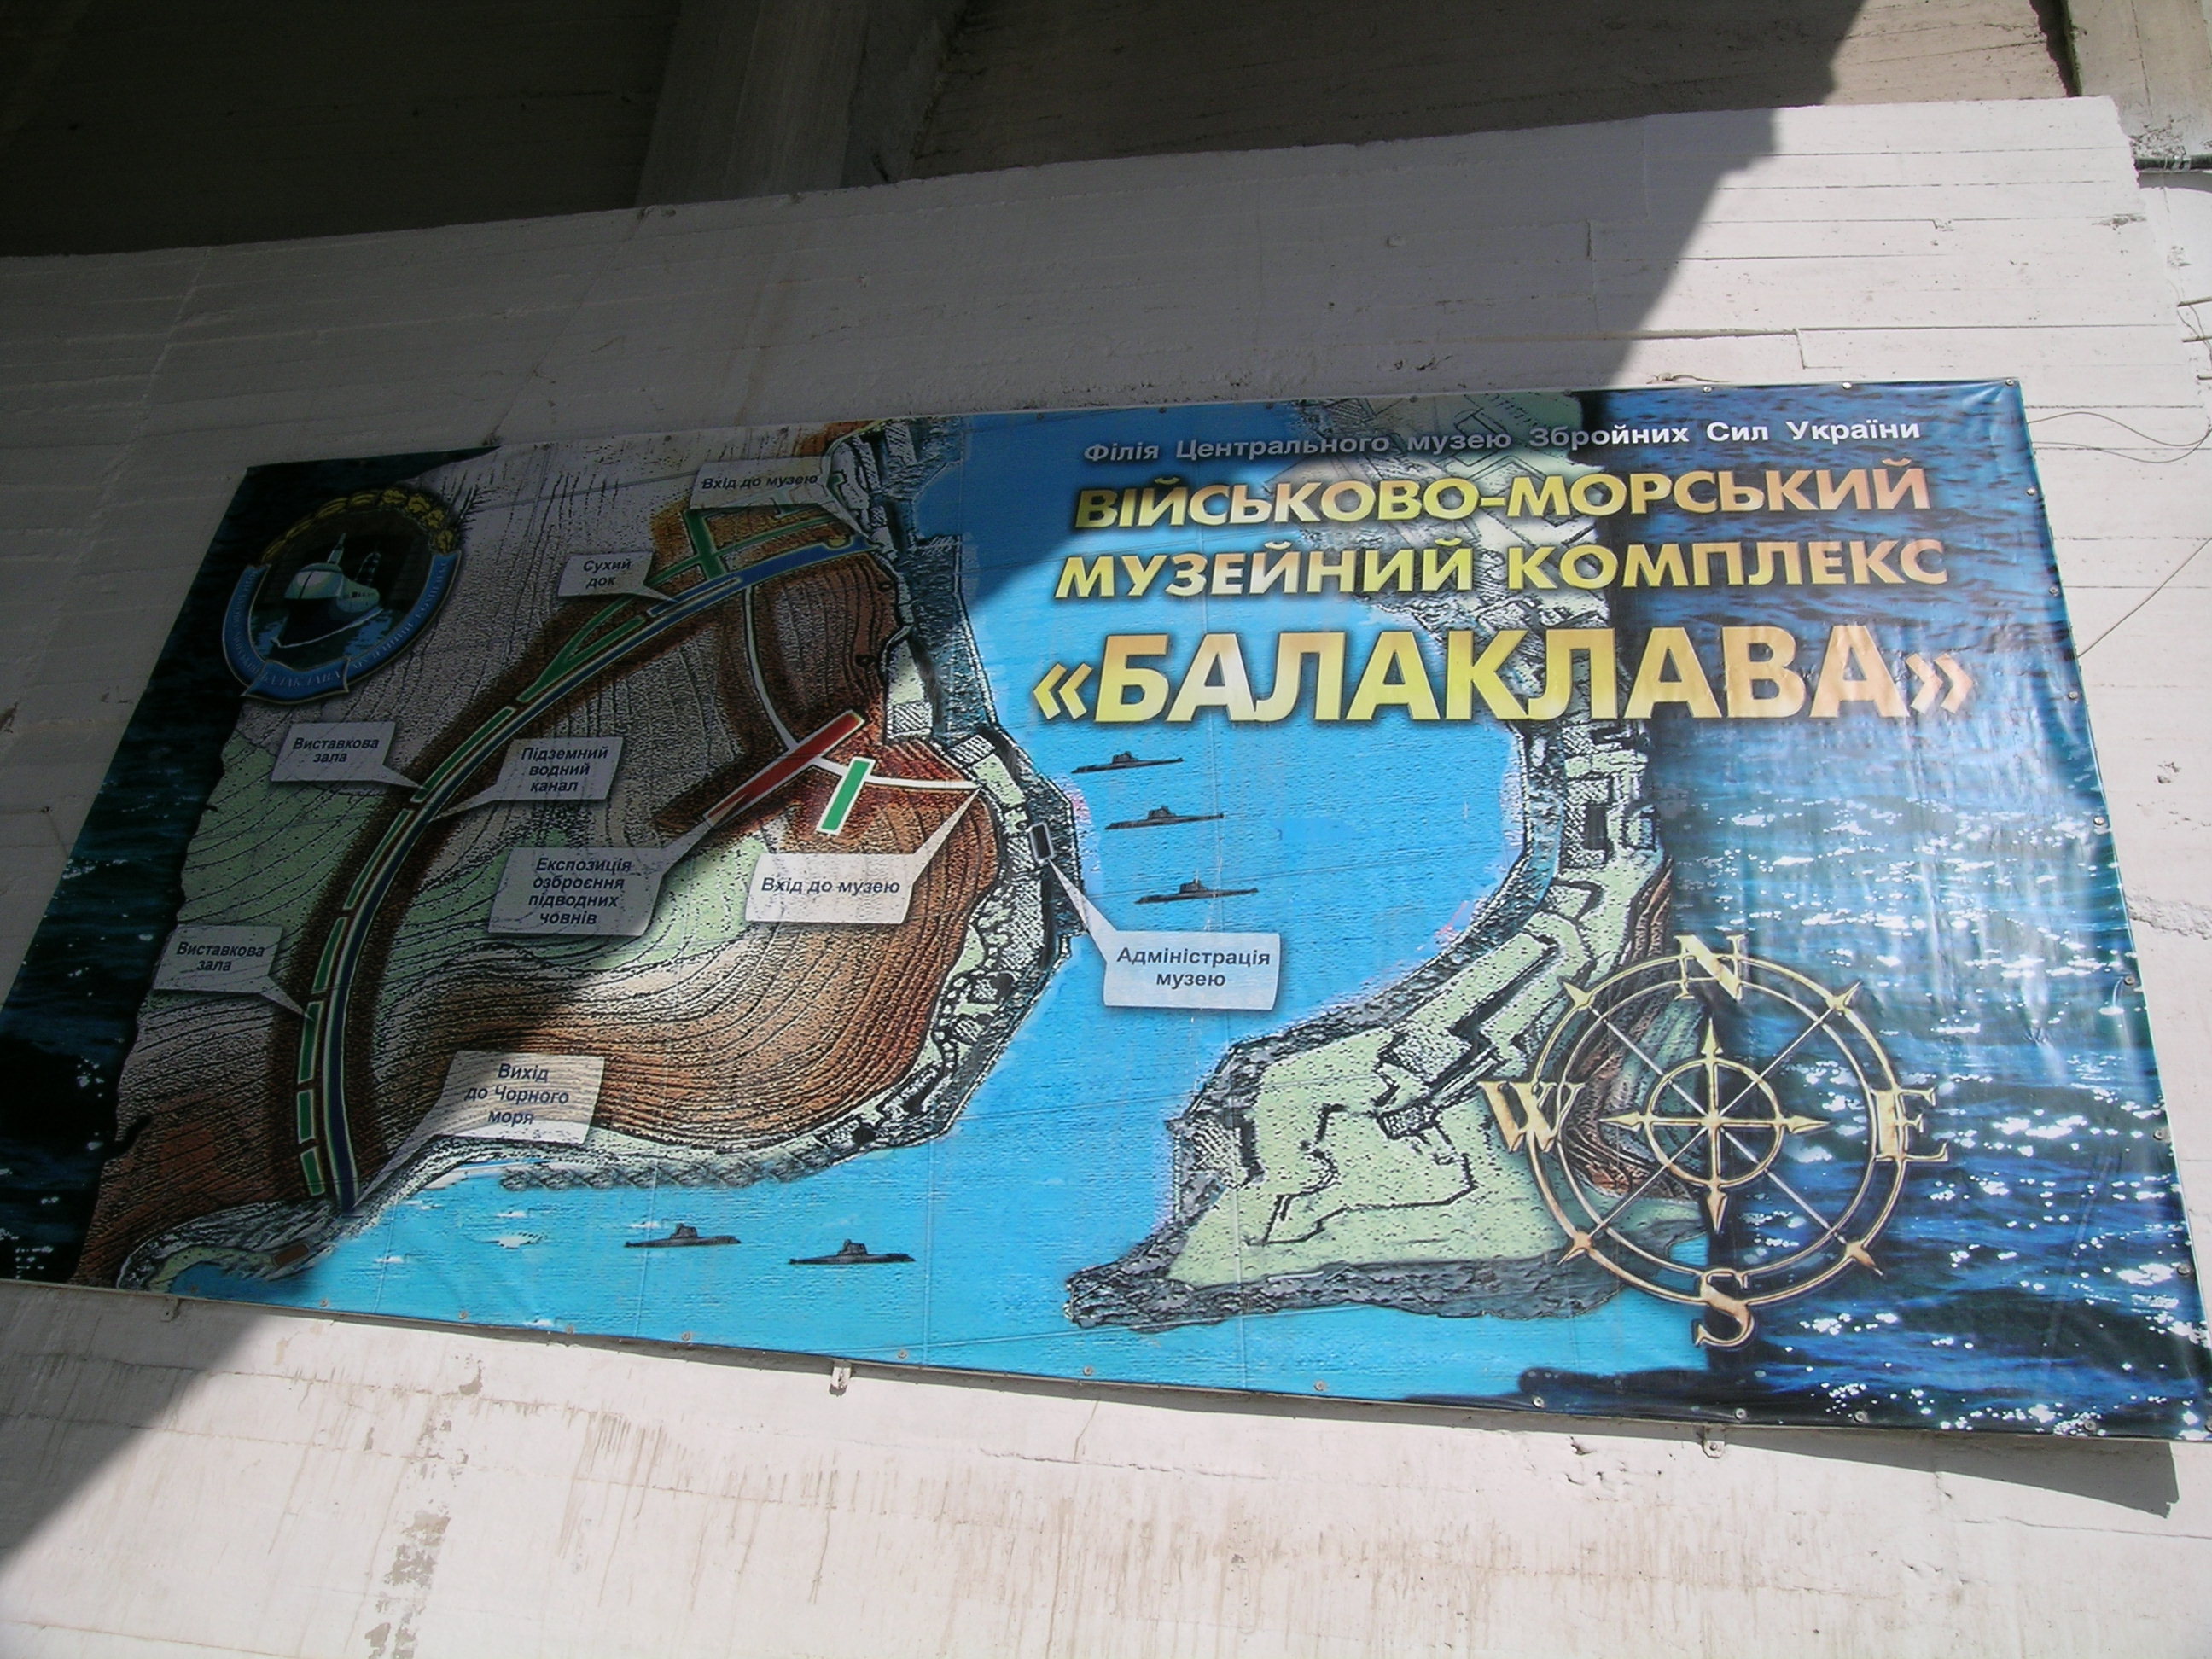 Філія Центрального музею Збройних Сил України
ВІЙСЬКОВО-МОРСЬКИЙ
МУЗЕЙНИЙ КОМПЛЕКС
«БАЛАКЛАВА»
Вхід до музею
Сухий
док
Виставкова
зала
Підземний
водний
канал
Експозиція
озброєння
підводних
човнів
Вхід до музею
Виставкова
зала
Адміністрація
музею
Вихід
до Чорного
моря
N
W
E
S
БАЛАКЛАВА